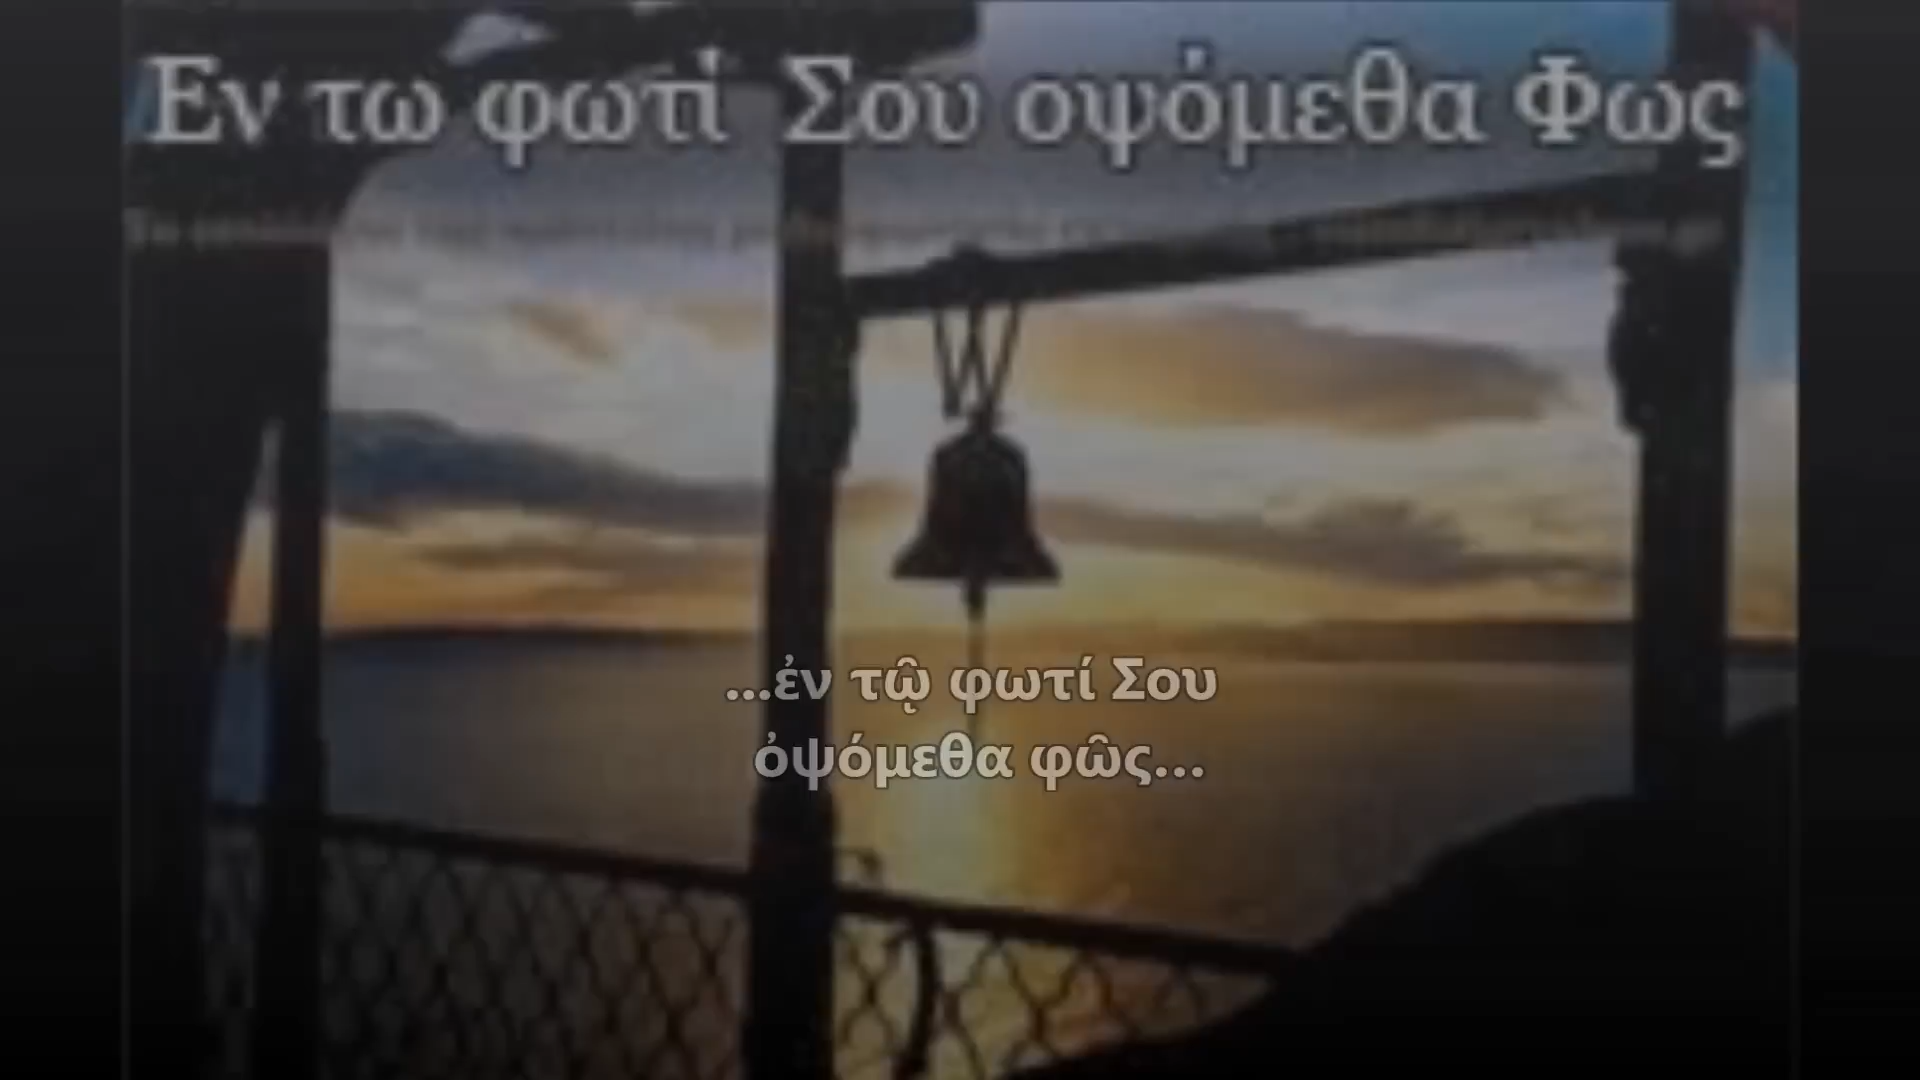 Εν τω φωτί Σου οψόμεθα Φως
...ἐν τῷ φωτί Σου
ὀψόμεθα φῶς...